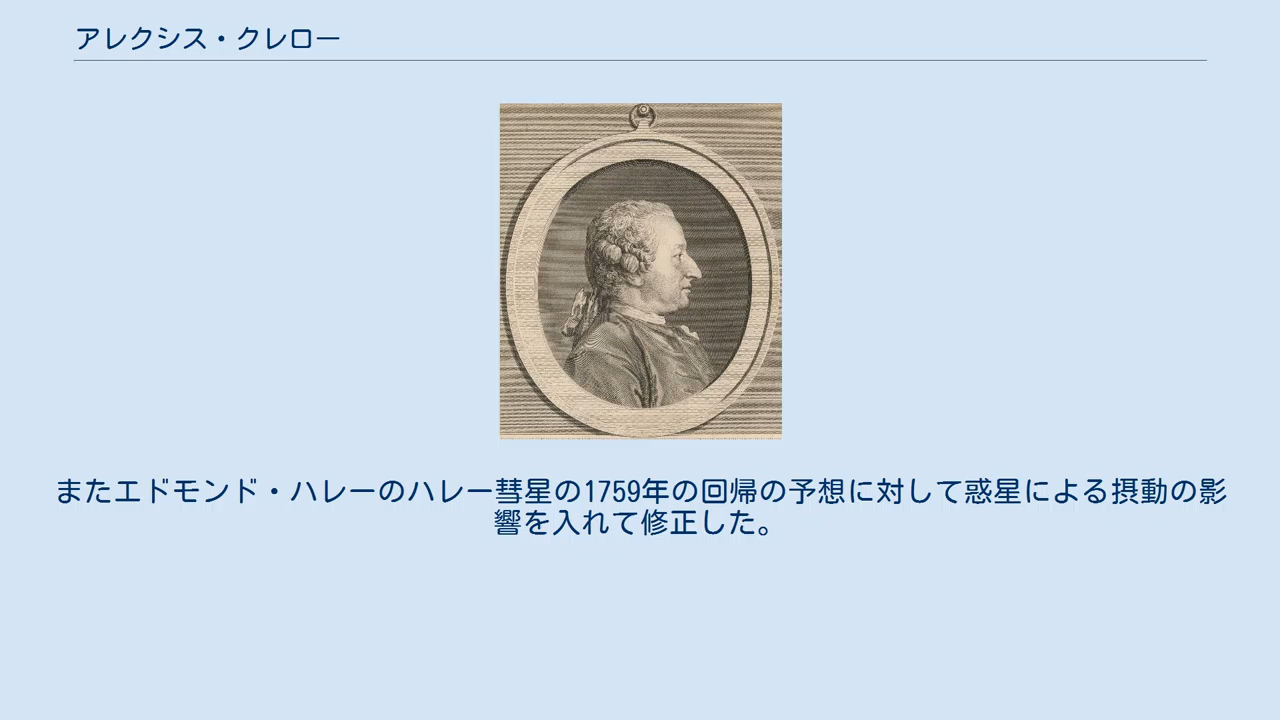 アレクシス・クレロー
またエドモンド・ハレーのハレー彗星の1759年の回帰の予想に対して惑星による摂動の影
響を入れて修正した。